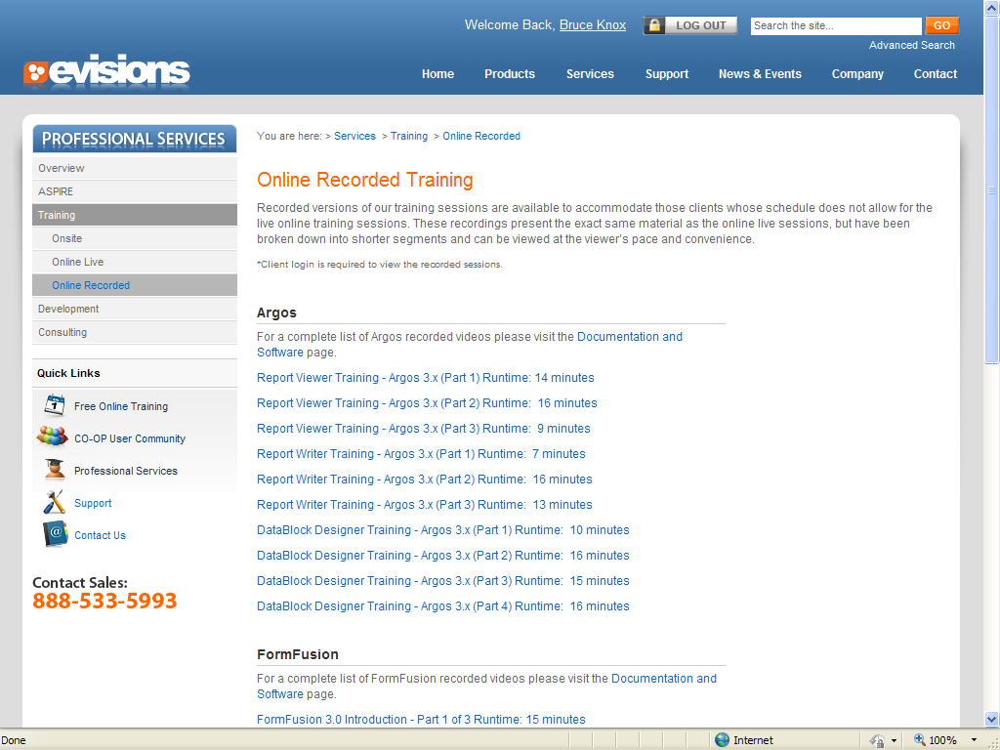 Welcome Back, Bruce Knox
LOG OUT
Search the site...
GO
Advanced Search
evisions
Home Products Services Support News & Events Company Contact
PROFESSIONAL SERVICES
Overview
ASPIRE
Training
Onsite
Online Live
Online Recorded
Development
Consulting
Quick Links
1
Free Online Training
CO-OP User Community
Professional Services
Support
@
Contact Us
Contact Sales:
888-533-5993
You are here: > Services > Training > Online Recorded
Online Recorded Training
Recorded versions of our training sessions are available to accommodate those clients whose schedule does not allow for the
live online training sessions. These recordings present the exact same material as the online live sessions, but have been
broken down into shorter segments and can be viewed at the viewer's pace and convenience.
*Client login is required to view the recorded sessions.
Argos
For a complete list of Argos recorded videos please visit the Documentation and
Software page.
Report Viewer Training - Argos 3.x (Part 1) Runtime: 14 minutes
Report Viewer Training - Argos 3.x (Part 2) Runtime: 16 minutes
Report Viewer Training - Argos 3.x (Part 3) Runtime: 9 minutes
Report Writer Training - Argos 3.x (Part 1) Runtime: 7 minutes
Report Writer Training - Argos 3.x (Part 2) Runtime: 16 minutes
Report Writer Training - Argos 3.x (Part 3) Runtime: 13 minutes
DataBlock Designer Training - Argos 3.x (Part 1) Runtime: 10 minutes
DataBlock Designer Training - Argos 3.x (Part 2) Runtime: 16 minutes
DataBlock Designer Training - Argos 3.x (Part 3) Runtime: 15 minutes
DataBlock Designer Training - Argos 3.x (Part 4) Runtime: 16 minutes
FormFusion
For a complete list of FormFusion recorded videos please visit the Documentation and
Software page.
FormFusion 3.0 Introduction - Part 1 of 3 Runtime: 15 minutes
Done
Internet
100%